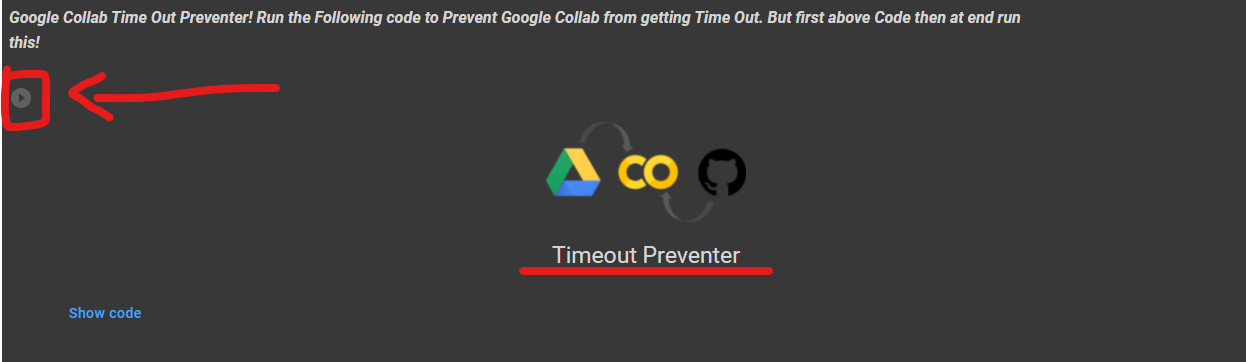 Google Collab Time Out Preventer! Run the Following code to Prevent Google Collab from getting Time Out. But first above Code then at end run
this!
CO
Timeout Preventer
Show code